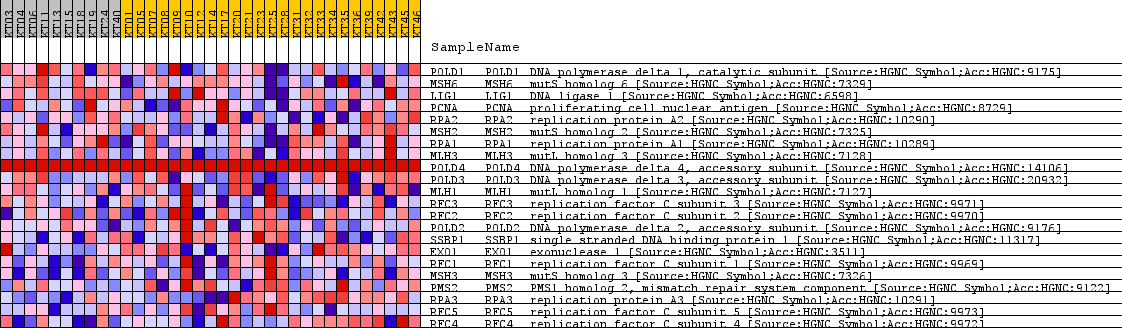 KT03 KT04 KT06 KT11 KT13 KT15 KT18 KT19 KT24 KT40 KT01 KT05 KT07 KT08 KT09 KT10 KT12 KT14 KT17 KT20 KT21 KT23 KT25 KT28 KT31 KT32 KT33 KT34 KT35 KT36 KT39 KT42 KT43 KT45 KT46
SampleName
POLD1 POLD1 DNA polymerase delta 1, catalytic subunit [Source:HGNC Symbol;Acc:HGNC:9175]
MSH6 MSH6 mutS homolog 6 [Source:HGNC Symbol;Acc:HGNC:7329]
LIG1 LIG1 DNA ligase 1 [Source:HGNC Symbol;Acc:HGNC:6598]
PCNA PCNA proliferating cell nuclear antigen [Source:HGNC Symbol;Acc:HGNC:8729]
RPA2 RPA2 replication protein A2 [Source:HGNC Symbol;Acc:HGNC:10290]
MSH2 MSH2 mutS homolog 2 [Source:HGNC Symbol;Acc:HGNC:7325]
RPA1 RPA1 replication protein A1 [Source:HGNC Symbol;Acc:HGNC:10289]
MLH3 MLH3 mutL homolog 3 [Source:HGNC Symbol;Acc:HGNC:7128]
POLD4 POLD4 DNA polymerase delta 4, accessory subunit [Source:HGNC Symbol;Acc:HGNC:14106]
POLD3 POLD3 DNA polymerase delta 3, accessory subunit [Source:HGNC Symbol;Acc:HGNC:20932]
MLH1 MLH1 mutL homolog 1 [Source:HGNC Symbol;Acc:HGNC:7127]
RFC3 RFC3 replication factor C subunit 3 [Source:HGNC Symbol;Acc:HGNC:9971]
RFC2 RFC2 replication factor C subunit 2 [Source:HGNC Symbol;Acc:HGNC:9970]
POLD2 POLD2 DNA polymerase delta 2, accessory subunit [Source:HGNC Symbol;Acc:HGNC:9176]
SSBP1 SSBP1 single stranded DNA binding protein 1 [Source:HGNC Symbol;Acc:HGNC:11317]
EXO1 EXO1 exonuclease 1 [Source:HGNC Symbol;Acc:HGNC:3511]
RFC1 RFC1 replication factor C subunit 1 [Source:HGNC Symbol;Acc:HGNC:9969]
MSH3 MSH3 mutS homolog 3 [Source:HGNC Symbol;Acc:HGNC:7326]
PMS2 PMS2 PMS1 homolog 2, mismatch repair system component [Source:HGNC Symbol;Acc:HGNC:9122]
RPA3 RPA3 replication protein A3 [Source:HGNC Symbol;Acc:HGNC:10291]
RFC5 RFC5 replication factor C subunit 5 [Source:HGNC Symbol;Acc:HGNC:9973]
RFC4 RFC4 replication factor C subunit 4 [Source:HGNC Symbol;Acc:HGNC:9972]